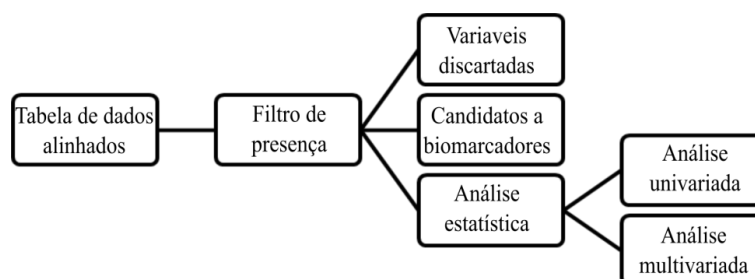 Tabela de dados
alinhados
Filtro de
presença
Variaveis
discartadas
Candidatos a
biomarcadores
Análise
estatística
Análise
univariada
Análise
multivariada